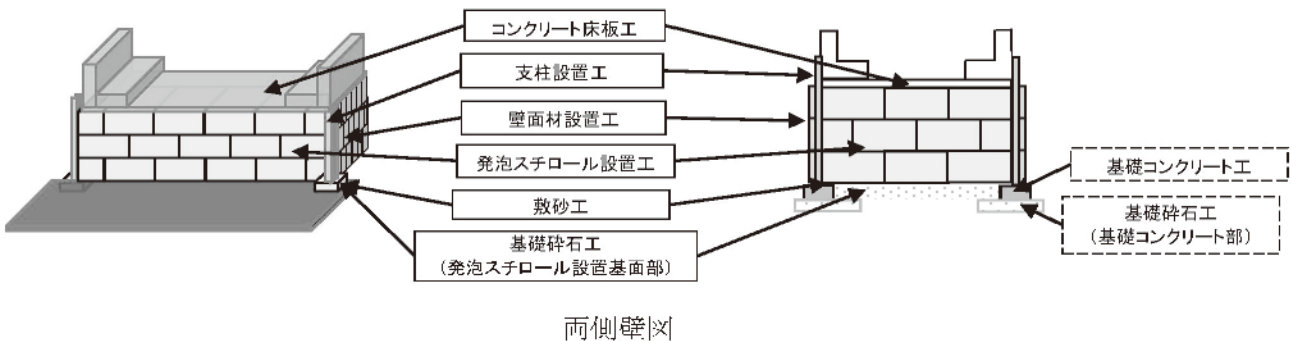 コンクリート床板工
支柱設置工
壁面材設置工
発泡スチロール設置工
敷砂工
基礎砕石工
(発泡スチロール設置基面部)
基礎コンクリート工
基礎砕石工
(基礎コンクリート部)
両側壁図